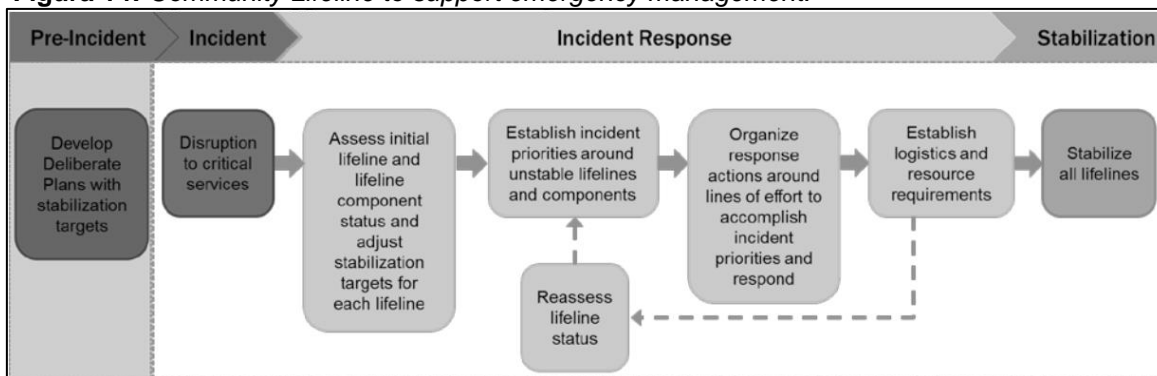 Community Lifeline to support emergency management.
Pre-Incident
Incident
Incident Response
Stabilization
Develop
Deliberate
Plans with
stabilization
targets
Disruption
to critical
services
Assess initial
lifeline and
lifeline
component
status and
adjust
stabilization
targets for
each lifeline
Establish incident
priorities around
unstable lifelines
and components
Organize
response
actions around
lines of effort to
accomplish
incident
priorities and
respond
Establish
logistics and
resource
requirements
Stabilize
all lifelines
Reassess
lifeline
status